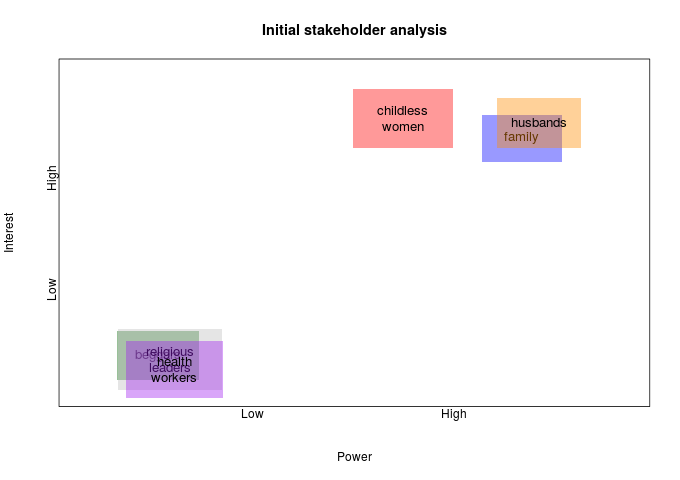 Initial stakeholder analysis
childless
women
husbands
family
High
Interest
Low
religious
health
leaders
workers
Low
High
Power